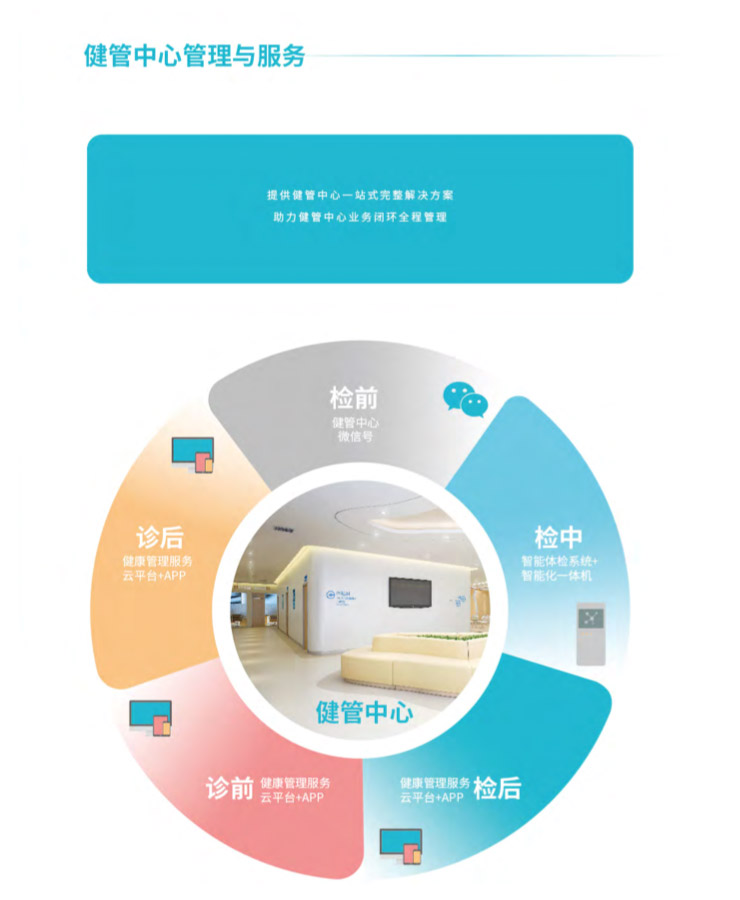 健管中心管理与服务
提供健管中心一站式完整解决方案
助力健管中心业务闭环全程管理
检前
健管中心
微信号
检中
智能体检系统+
智能化一体机
诊后
健康管理服务
云平台+APP
健管中心
诊前
健康管理服务
云平台+APP
健康管理服务
云平台+APP
检后